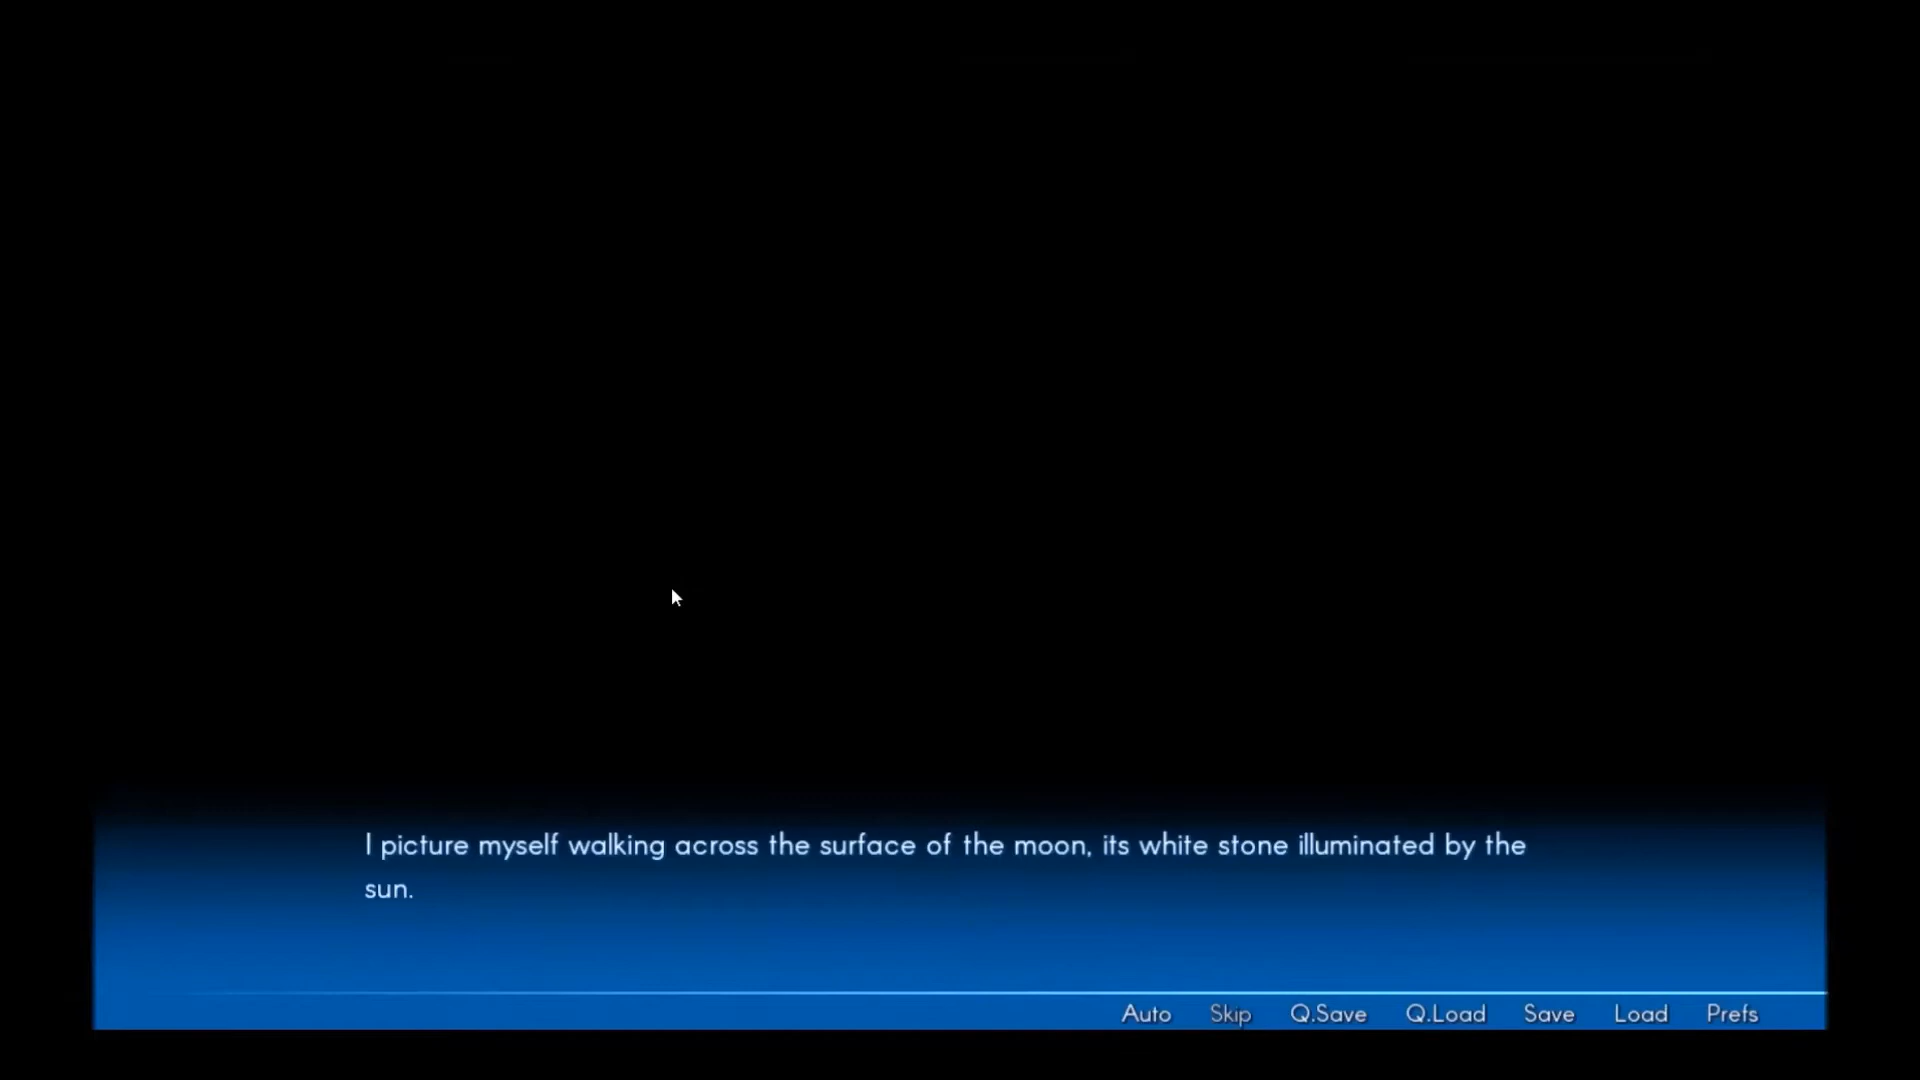 I picture myself walking across the surface of the moon, its white stone illuminated by the
sun.
Auto Skip Q.Save Q.Load Save Load Prefs